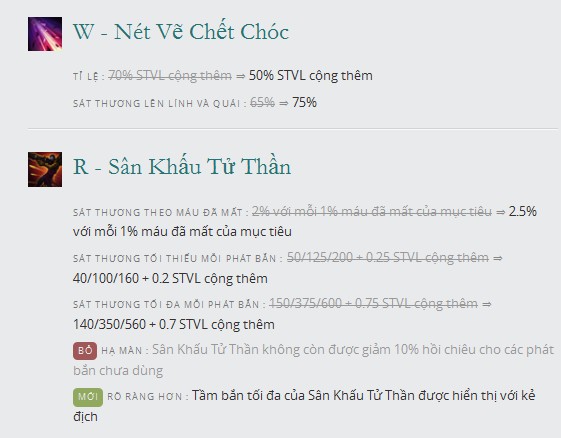 W - Nét Vẽ Chết Chóc
TỈ LỆ : 70% STVL cộng thêm ⇒ 50% STVL cộng thêm
SÁT THƯƠNG LÊN LÍNH VÀ QUÁI : 65% ⇒ 75%
R - Sân Khấu Tử Thần
SÁT THƯƠNG THEO MÁU ĐÃ MẤT : 2% với mỗi 1% máu đã mất của mục tiêu ⇒ 2.5%
với mỗi 1% máu đã mất của mục tiêu
SÁT THƯƠNG TỐI THIỂU MỖI PHÁT BẮN : 50/125/200 + 0.25 STVL cộng thêm ⇒
40/100/160 + 0.2 STVL cộng thêm
SÁT THƯƠNG TỐI ĐA MỖI PHÁT BẮN : 150/375/600 + 0.75 STVL cộng thêm ⇒
140/350/560 + 0.7 STVL cộng thêm
BỎ HẠ MÀN : Sân Khấu Tử Thần không còn được giảm 10% hồi chiêu cho các phát
bắn chưa dùng
MỚI RÕ RÀNG HƠN : Tầm bắn tối đa của Sân Khấu Tử Thần được hiển thị với kẻ
địch